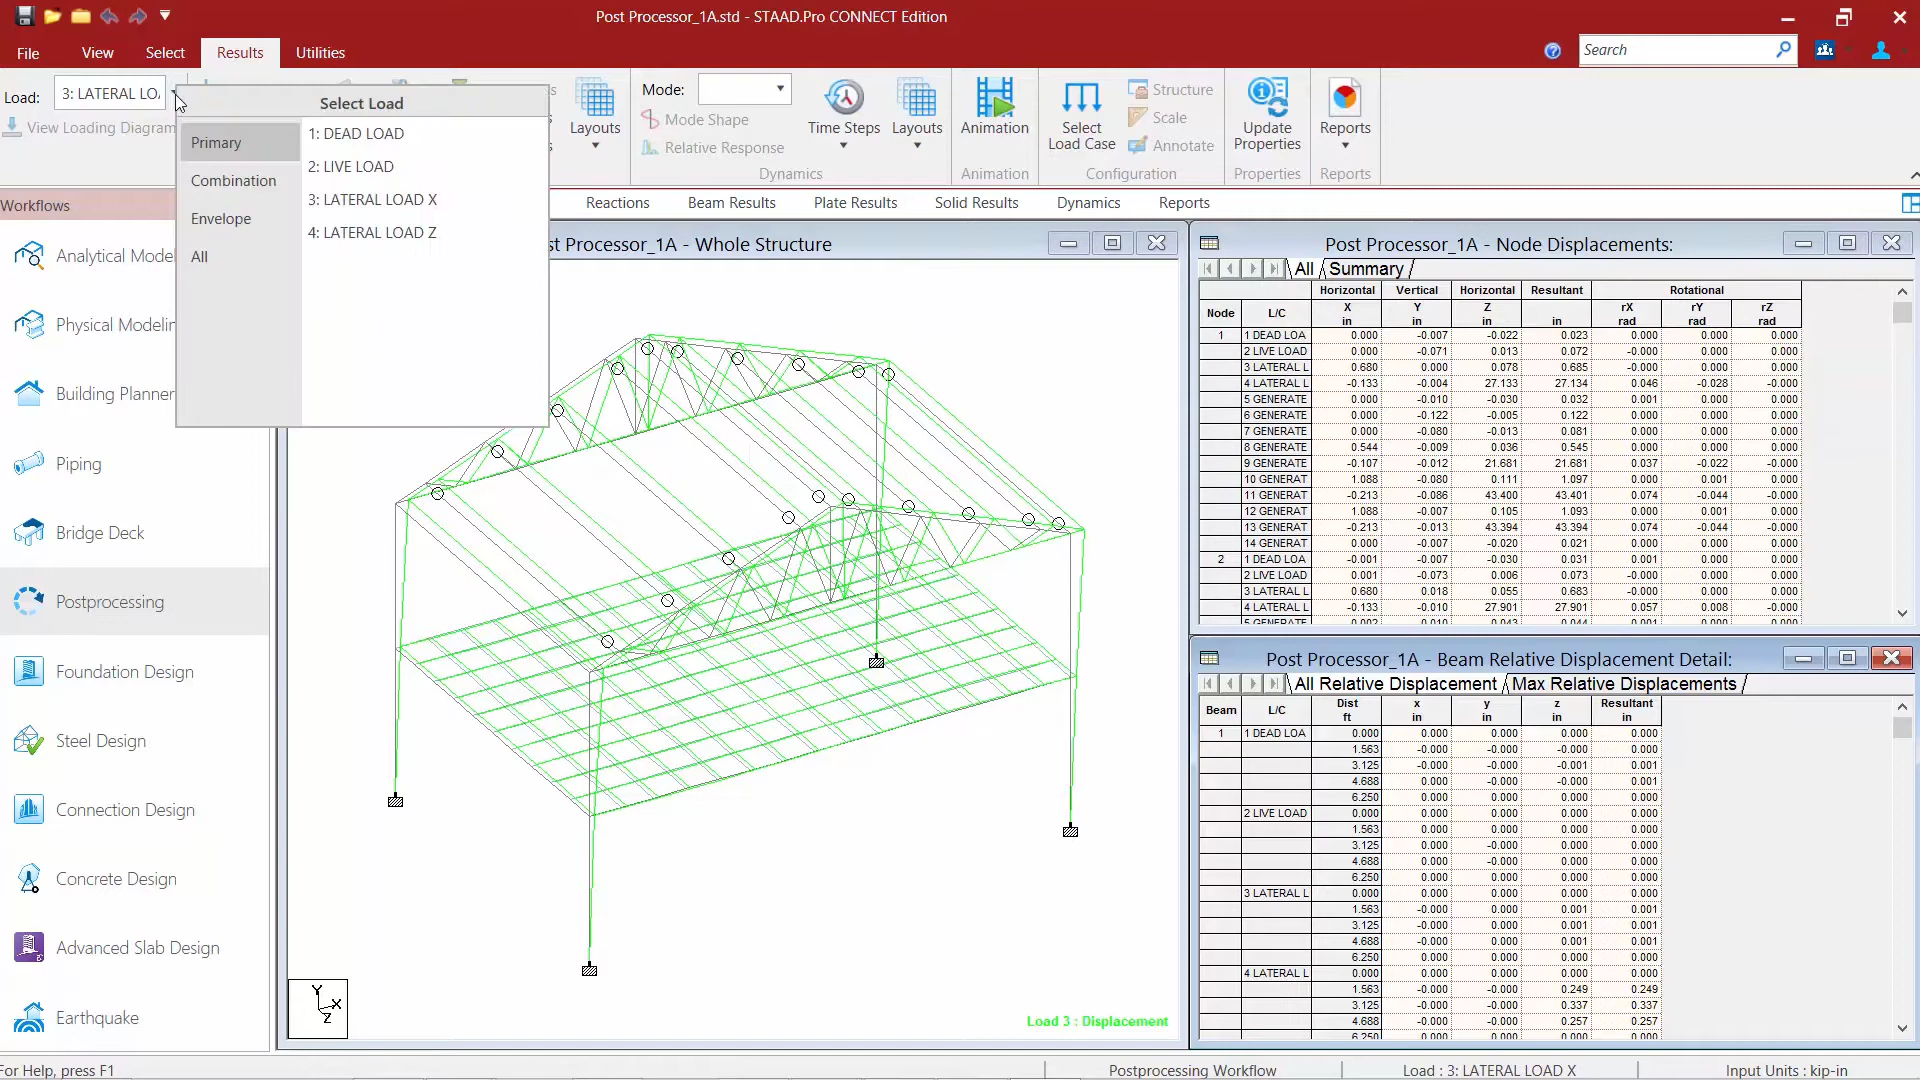 Post Processor_1A.std - STAAD.Pro CONNECT Edition
File
View
Select
Results
Utilities
Search
Load:
3: LATERAL LO
View Loading Diagram
Select Load
Primary
Combination
Envelope
All
1: DEAD LOAD
2: LIVE LOAD
3: LATERAL LOAD X
4: LATERAL LOAD Z
Layouts
Mode:
Mode Shape
Relative Response
Time Steps
Layouts
Dynamics
Animation
Animation
Select
Load Case
Structure
Scale
Annotate
Configuration
Update
Properties
Properties
Reports
Reports
Reactions
Beam Results
Plate Results
Solid Results
Dynamics
Reports
Workflows
Analytical Model
Physical Modelin
Building Planner
Piping
Bridge Deck
Postprocessing
Foundation Design
Steel Design
Connection Design
Concrete Design
Advanced Slab Design
Earthquake
st Processor_1A - Whole Structure
Y
X
Z
Load 3 : Displacement
Post Processor_1A - Node Displacements:
All
Summary
Horizontal Vertical Horizontal Resultant Rotational
Node L/C X in Y in Z in in rX rad rY rad rZ rad
1 1 DEAD LOA 0.000 -0.007 -0.022 0.023 0.000 0.000 0.000
2 LIVE LOAD 0.000 -0.071 0.013 0.072 -0.000 0.000 0.000
3 LATERAL L 0.680 0.000 0.078 0.685 -0.000 0.000 0.000
4 LATERAL L -0.133 -0.004 27.133 27.134 0.046 -0.028 -0.000
5 GENERATE 0.000 -0.010 -0.030 0.032 0.001 0.000 0.000
6 GENERATE 0.000 -0.122 -0.005 0.122 0.000 0.000 0.000
7 GENERATE 0.000 -0.080 -0.013 0.081 0.000 0.000 0.000
8 GENERATE 0.544 -0.009 0.036 0.545 0.000 0.000 -0.000
9 GENERATE -0.107 -0.012 21.681 21.681 0.037 -0.022 -0.000
10 GENERAT 1.088 -0.080 0.111 1.097 0.000 0.001 -0.000
11 GENERAT -0.213 -0.086 43.400 43.401 0.074 -0.044 -0.000
12 GENERAT 1.088 -0.007 0.105 1.093 0.000 0.001 -0.000
13 GENERAT -0.213 -0.013 43.394 43.394 0.074 -0.044 -0.000
14 GENERAT 0.000 -0.007 -0.020 0.021 0.000 0.000 0.000
2 1 DEAD LOA -0.001 -0.007 -0.030 0.031 0.001 0.000 0.000
2 LIVE LOAD 0.001 -0.073 0.006 0.073 -0.000 0.000 0.000
3 LATERAL L 0.680 0.018 0.055 0.683 -0.000 0.000 -0.000
4 LATERAL L -0.133 -0.010 27.901 27.901 0.057 0.008 -0.000
Post Processor_1A - Beam Relative Displacement Detail:
All Relative Displacement
Max Relative Displacements
Beam L/C Dist ft x in y in z in Resultant in
1 1 DEAD LOA 0.000 0.000 0.000 0.000 0.000
1.563 -0.000 -0.000 -0.000 0.000
3.125 -0.000 -0.000 -0.001 0.001
4.688 -0.000 -0.000 -0.001 0.001
6.250 0.000 0.000 0.000 0.000
2 LIVE LOAD 0.000 0.000 0.000 0.000 0.000
1.563 0.000 -0.000 0.000 0.000
3.125 0.000 -0.000 0.000 0.000
4.688 0.000 -0.000 0.000 0.000
6.250 0.000 0.000 0.000 0.000
3 LATERAL L 0.000 0.000 0.000 0.000 0.000
1.563 -0.000 0.000 0.001 0.001
3.125 -0.000 0.000 0.001 0.001
4.688 -0.000 0.000 0.001 0.001
6.250 0.000 0.000 0.000 0.000
4 LATERAL L 0.000 0.000 0.000 0.000 0.000
1.563 -0.000 -0.000 0.249 0.249
3.125 -0.000 -0.000 0.337 0.337
4.688 -0.000 -0.000 0.257 0.257
For Help, press F1
Postprocessing Workflow
Load : 3: LATERAL LOAD X
Input Units : kip-in